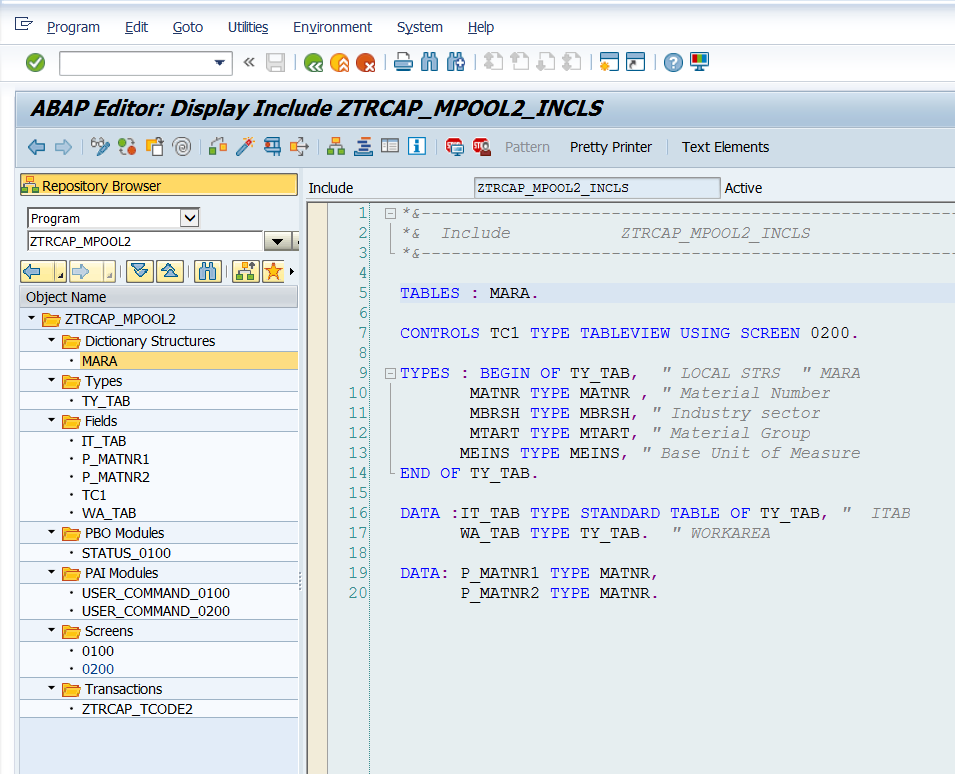 Program Edit Goto Utilities Environment System Help
ABAP Editor: Display Include ZTRCAP_MPOOL2_INCLS
Pattern Pretty Printer Text Elements
Repository Browser
Include ZTRCAP_MPOOL2_INCLS Active
Program
ZTRCAP_MPOOL2
Object Name
ZTRCAP_MPOOL2
Dictionary Structures
MARA
Types
TY_TAB
Fields
IT_TAB
P_MATNR1
P_MATNR2
TC1
WA_TAB
PBO Modules
STATUS_0100
PAI Modules
USER_COMMAND_0100
USER_COMMAND_0200
Screens
0100
0200
Transactions
ZTRCAP_TCODE2
1 *&---------------------------------------------------------
2 *&  Include           ZTRCAP_MPOOL2_INCLS
3 *&---------------------------------------------------------
4
5 TABLES : MARA.
6
7 CONTROLS TC1 TYPE TABLEVIEW USING SCREEN 0200.
8
9 TYPES : BEGIN OF TY_TAB,  " LOCAL STRS  " MARA
10 MATNR TYPE MATNR , " Material Number
11 MBRSH TYPE MBRSH, " Industry sector
12 MTART TYPE MTART, " Material Group
13 MEINS TYPE MEINS, " Base Unit of Measure
14 END OF TY_TAB.
15
16 DATA :IT_TAB TYPE STANDARD TABLE OF TY_TAB, "  ITAB
17 WA_TAB TYPE TY_TAB.  " WORKAREA
18
19 DATA: P_MATNR1 TYPE MATNR,
20 P_MATNR2 TYPE MATNR.